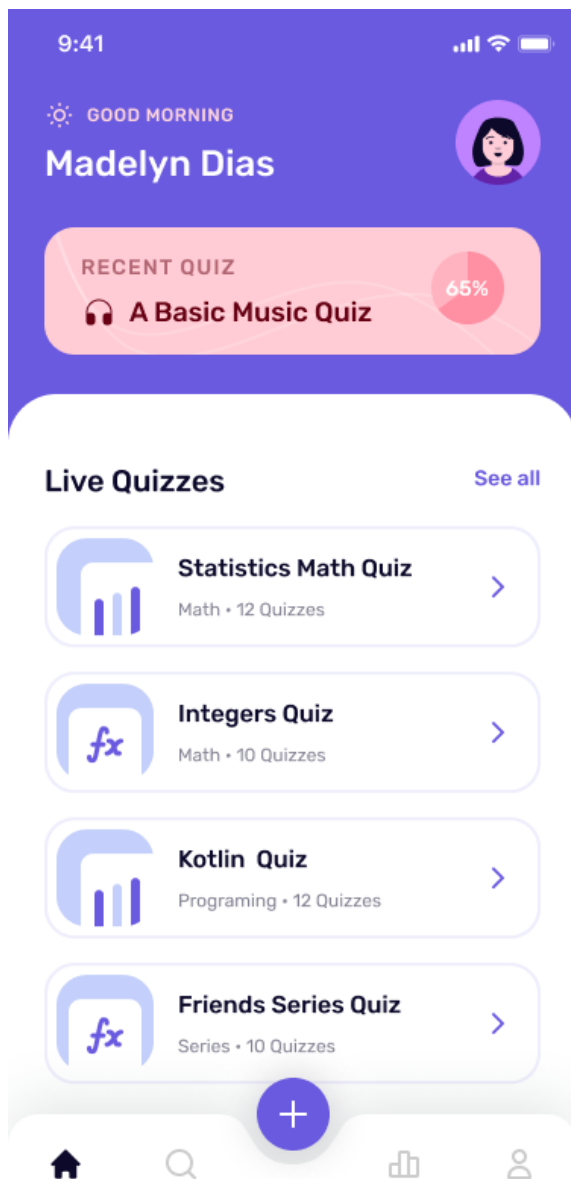 9:41
GOOD MORNING
Madelyn Dias
RECENT QUIZ
A Basic Music Quiz
65%
Live Quizzes
See all
Statistics Math Quiz
Math • 12 Quizzes
fx
Integers Quiz
Math • 10 Quizzes
Kotlin  Quiz
Programing • 12 Quizzes
fx
Friends Series Quiz
Series • 10 Quizzes